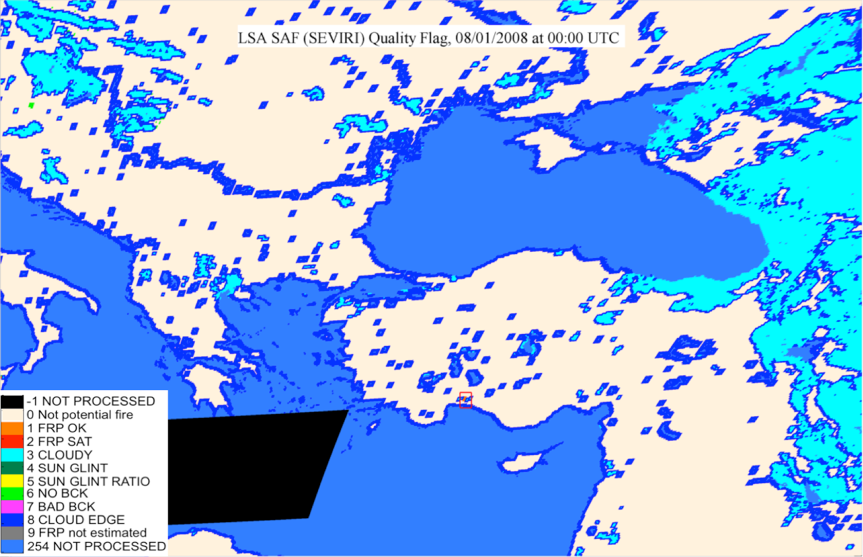 LSA SAF (SEVIRI) Quality Flag, 08/01/2008 at 00:00 UTC
-1 NOT PROCESSED
0 Not potential fire
1 FRP OK
2 FRP SAT
3 CLOUDY
4 SUN GLINT
5 SUN GLINT RATIO
6 NO BCK
7 BAD BCK
8 CLOUD EDGE
9 FRP not estimated
254 NOT PROCESSED